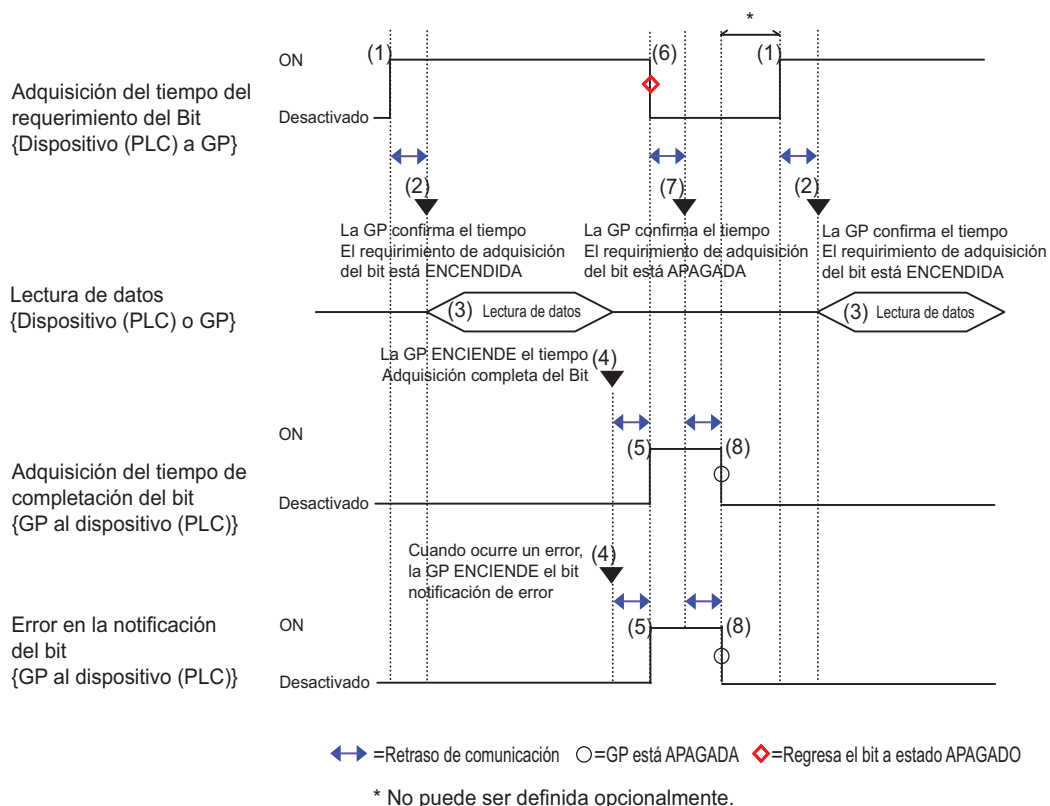 *
ON
(1)
(6)
(1)
Adquisición del tiempo del
requerimiento del Bit
{Dispositivo (PLC) a GP}
Desactivado
(2)
(7)
(2)
La GP confirma el tiempo
El requirimiento de adquisición
del bit está ENCENDIDA
La GP confirma el tiempo
El requirimiento de adquisición
del bit está APAGADA
La GP confirma el tiempo
El requirimiento de adquisición
del bit está ENCENDIDA
Lectura de datos
{Dispositivo (PLC) o GP}
(3) Lectura de datos
(3) Lectura de datos
La GP ENCIENDE el tiempo
Adquisición completa del Bit
(4)
ON
(5)
(8)
Adquisición del tiempo de
completación del bit
{GP al dispositivo (PLC)}
Desactivado
Cuando ocurre un error,
la GP ENCIENDE el bit
notificación de error
(4)
Error en la notificación
del bit
{GP al dispositivo (PLC)}
ON
(5)
(8)
Desactivado
=Retraso de comunicación =GP está APAGADA =Regresa el bit a estado APAGADO
* No puede ser definida opcionalmente.